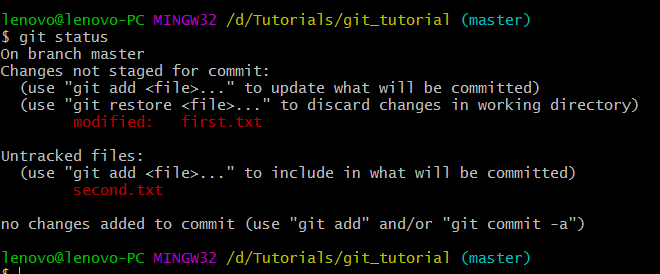 lenovo@lenovo-PC MINGW32 /d/Tutorials/git_tutorial (master)
$ git status
On branch master
Changes not staged for commit:
  (use "git add <file>..." to update what will be committed)
  (use "git restore <file>..." to discard changes in working directory)
        modified:   first.txt

Untracked files:
  (use "git add <file>..." to include in what will be committed)
        second.txt

no changes added to commit (use "git add" and/or "git commit -a")

lenovo@lenovo-PC MINGW32 /d/Tutorials/git_tutorial (master)
$